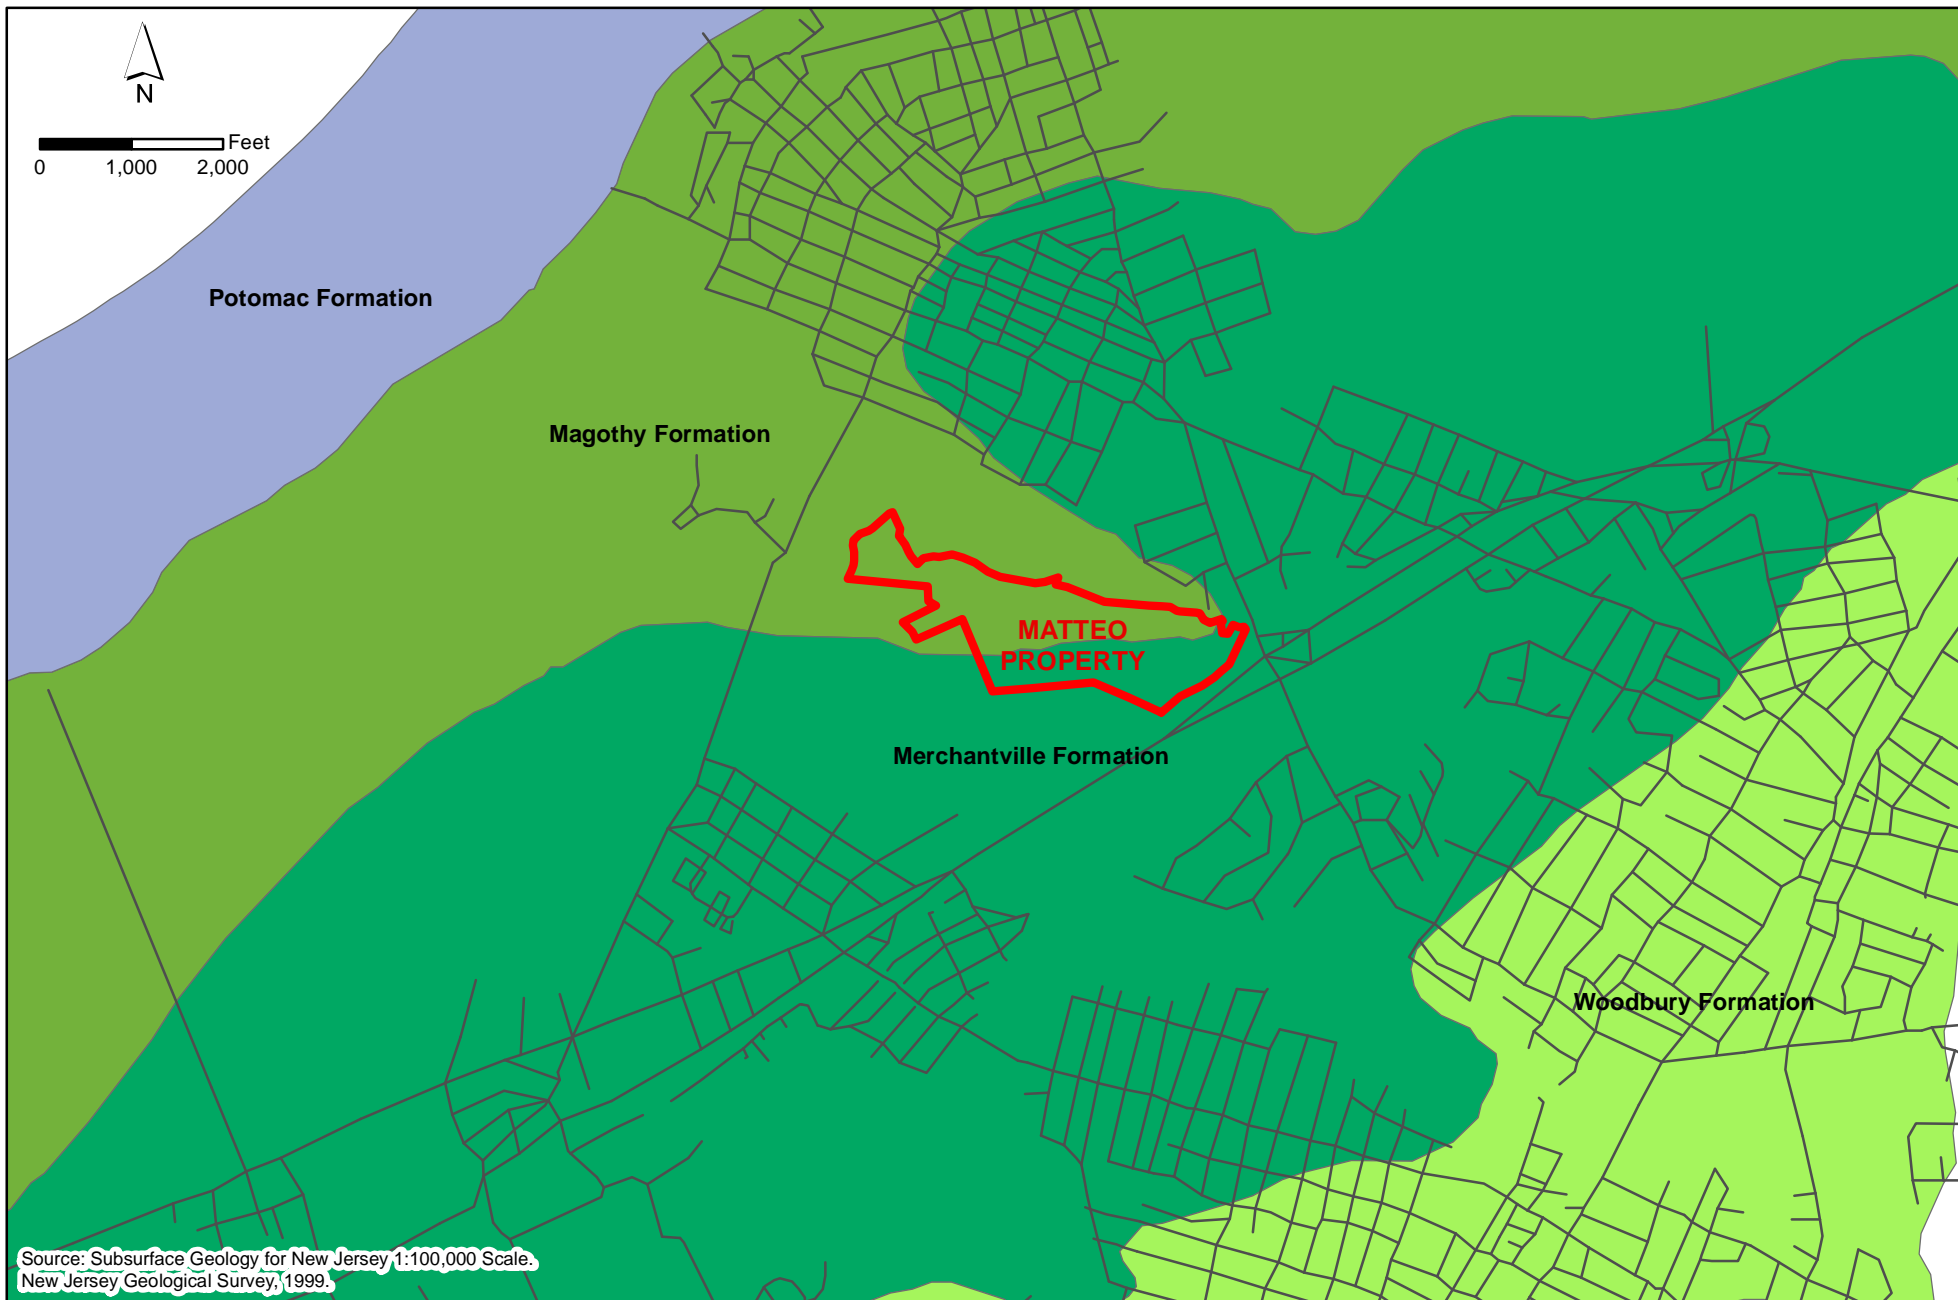 N
Feet
0 1,000 2,000
Potomac Formation
Magothy Formation
MATTEO
PROPERTY
Merchantville Formation
Woodbury Formation
Source: Subsurface Geology for New Jersey 1:100,000 Scale.
New Jersey Geological Survey, 1999.